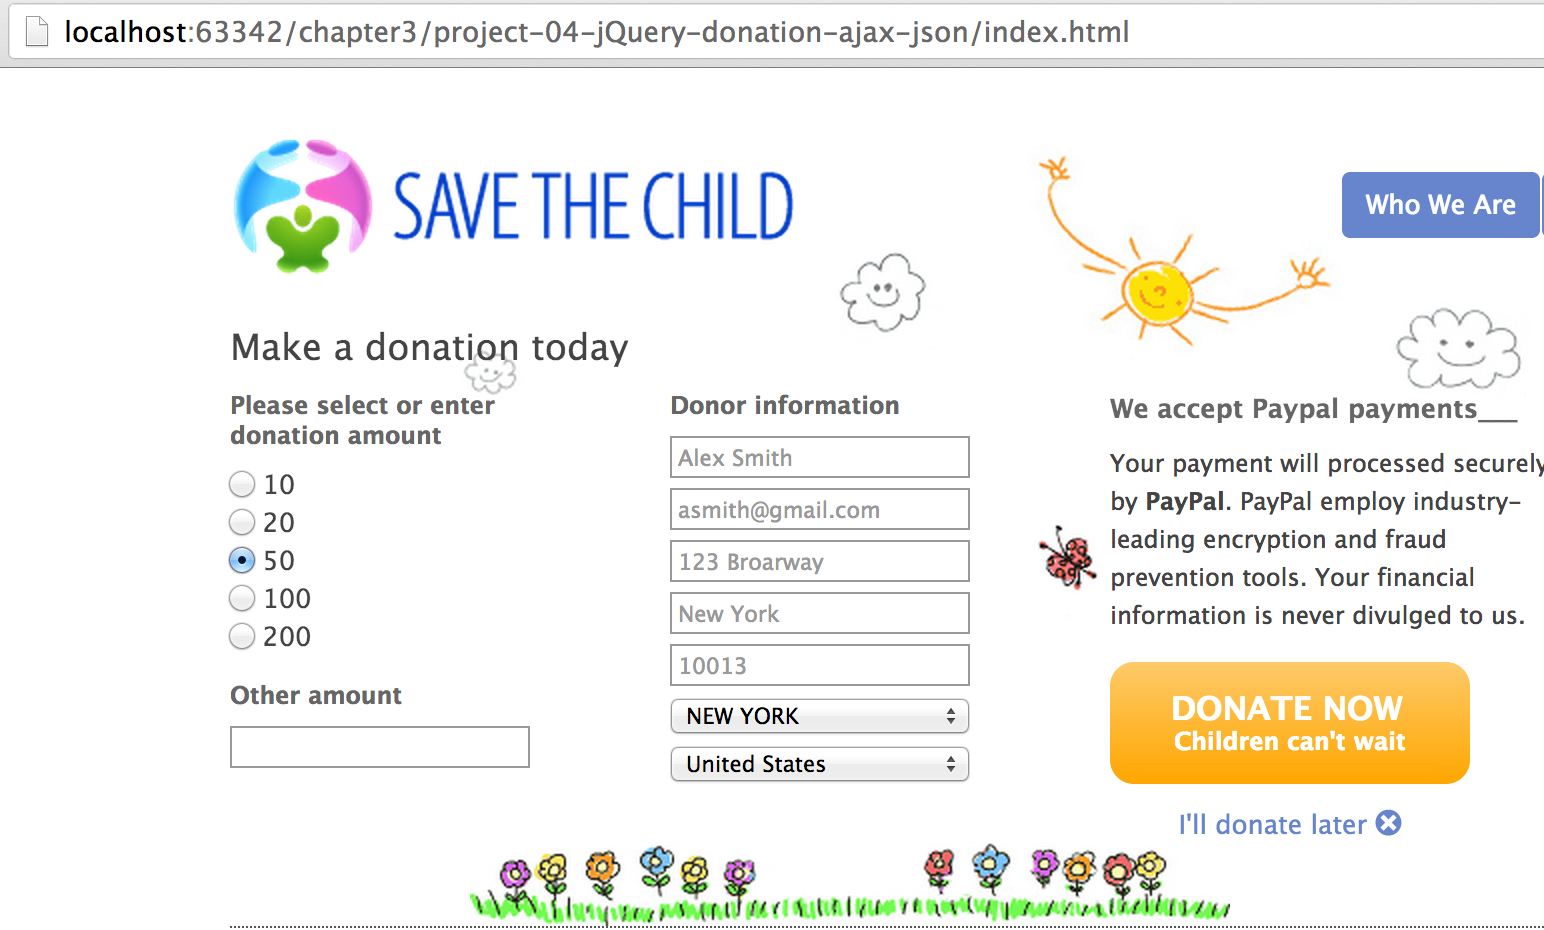 localhost:63342/chapter3/project-04-jQuery-donation-ajax-json/index.html
SAVE THE CHILD
Who We Are
Make a donation today
Please select or enter
donation amount
10
20
50
100
200
Other amount
Donor information
Alex Smith
asmith@gmail.com
123 Broarway
New York
10013
NEW YORK
United States
We accept Paypal payments___
Your payment will processed securely
by PayPal. PayPal employ industry-
leading encryption and fraud
prevention tools. Your financial
information is never divulged to us.
DONATE NOW
Children can't wait
I'll donate later